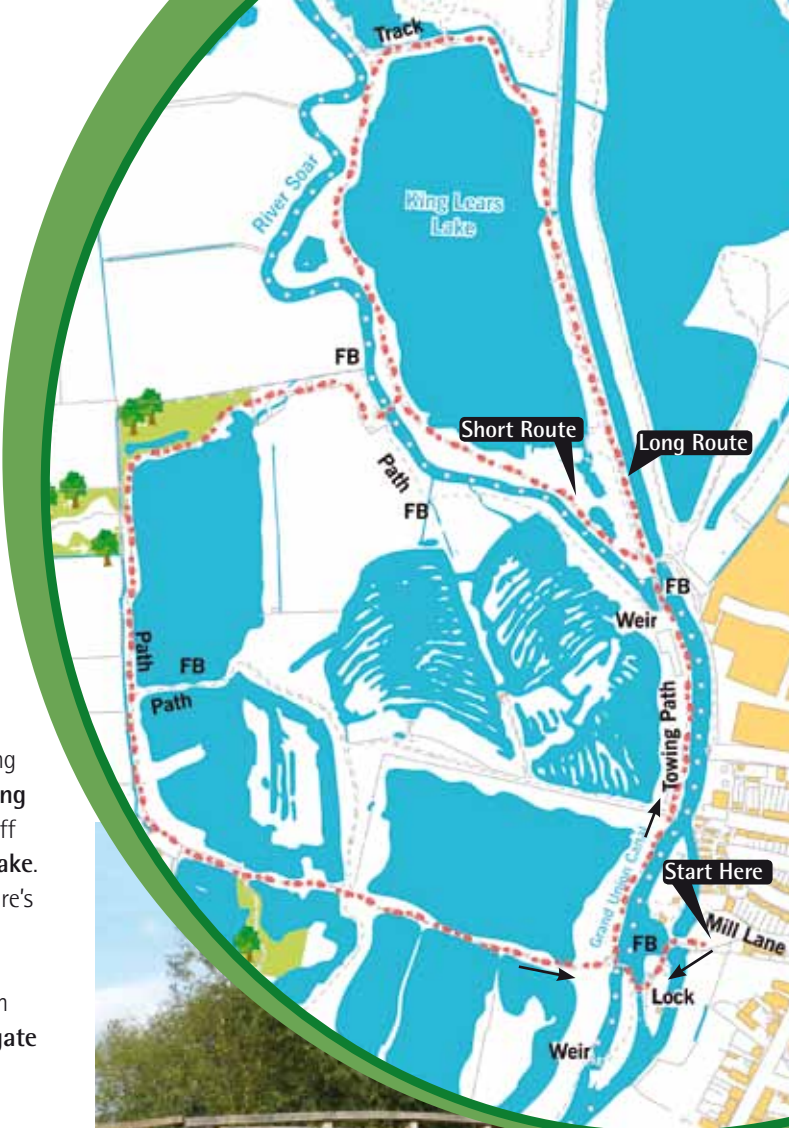 Track
River Soar
King Lears
Lake
FB
Short Route
Long Route
Path
FB
FB
Weir
Path
FB
Path
Towing Path
Grand Union Canal
Start Here
Mill Lane
FB
Lock
Weir
ng
ng
ff
ake.
re's
n
gate